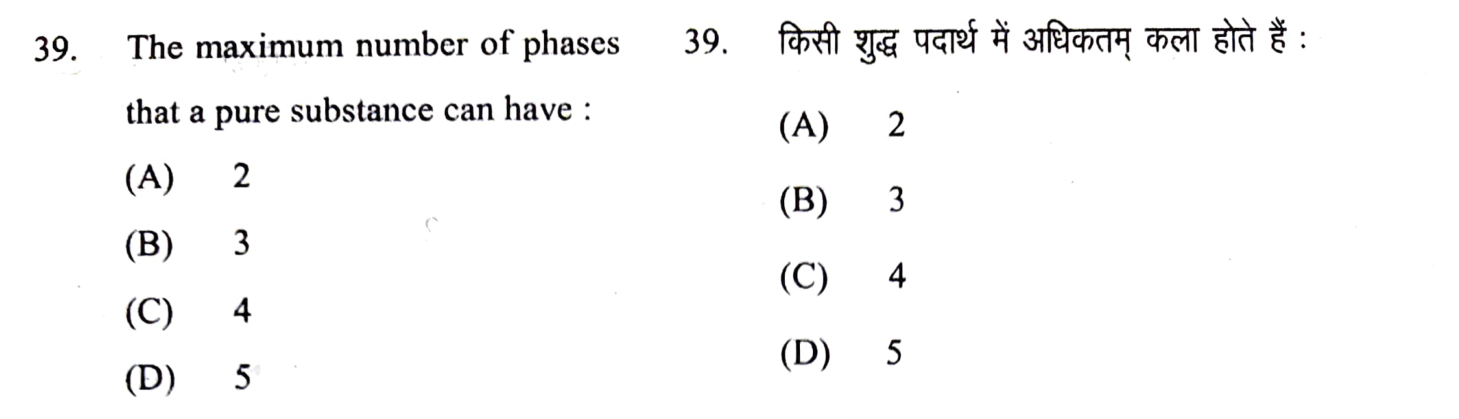 39. The maximum number of phases
that a pure substance can have :
(A) 2
(B) 3
(C) 4
(D) 5
39. किसी शुद्ध पदार्थ में अधिकतम् कला होते हैं :
(A) 2
(B) 3
(C) 4
(D) 5